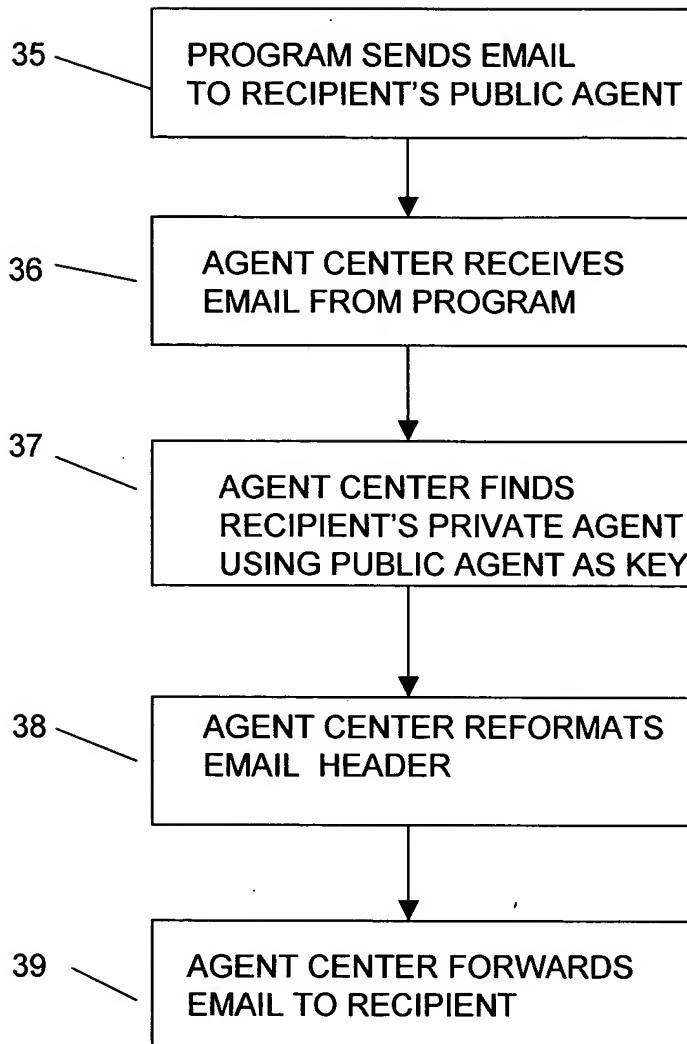 35
PROGRAM SENDS EMAIL
TO RECIPIENT'S PUBLIC AGENT
36
AGENT CENTER RECEIVES
EMAIL FROM PROGRAM
37
AGENT CENTER FINDS
RECIPIENT'S PRIVATE AGENT
USING PUBLIC AGENT AS KEY
38
AGENT CENTER REFORMATS
EMAIL HEADER
39
AGENT CENTER FORWARDS
EMAIL TO RECIPIENT